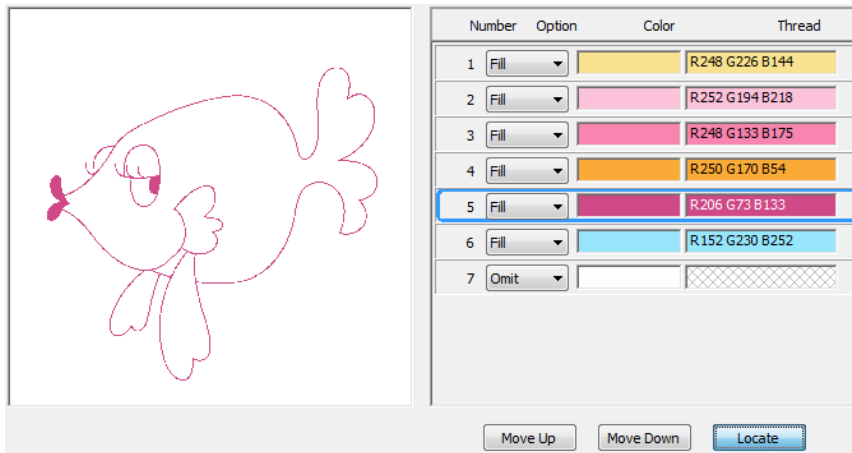 Number Option Color Thread
1 Fill R248 G226 B144
2 Fill R252 G194 B218
3 Fill R248 G133 B175
4 Fill R250 G170 B54
5 Fill R206 G73 B133
6 Fill R152 G230 B252
7 Omit
Move Up Move Down Locate